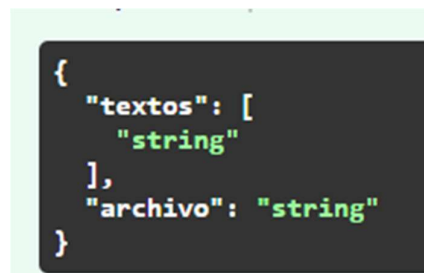 {
"textos": [
"string"
],
"archivo": "string"
}